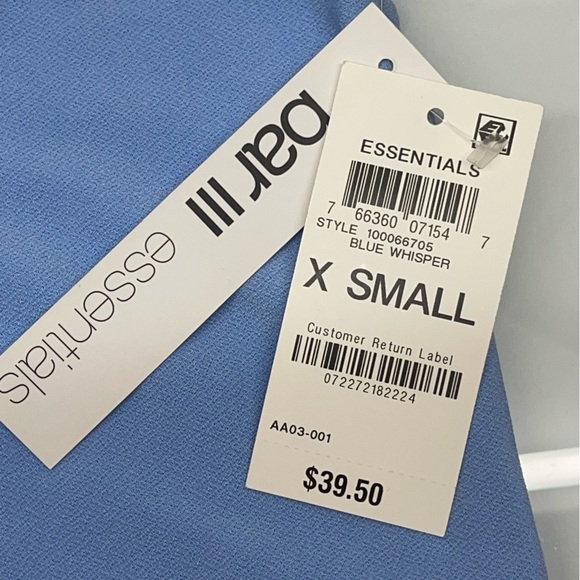 bar III
essentials
ESSENTIALS
7 66360 07154 7
STYLE 100066705
BLUE WHISPER
X SMALL
Customer Return Label
072272182224
AA03-001
$39.50